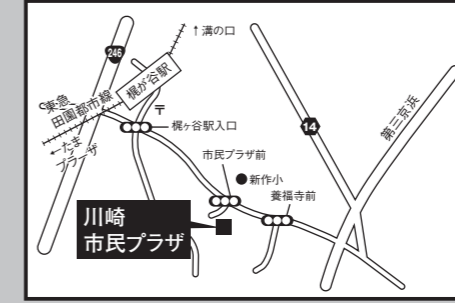 ↑溝の口
246
梶が谷駅
東急
田園都市線
〒
←たま
プラーザ
梶ヶ谷駅入口
14
第三京浜
市民プラザ前
●新作小
養福寺前
川崎
市民プラザ